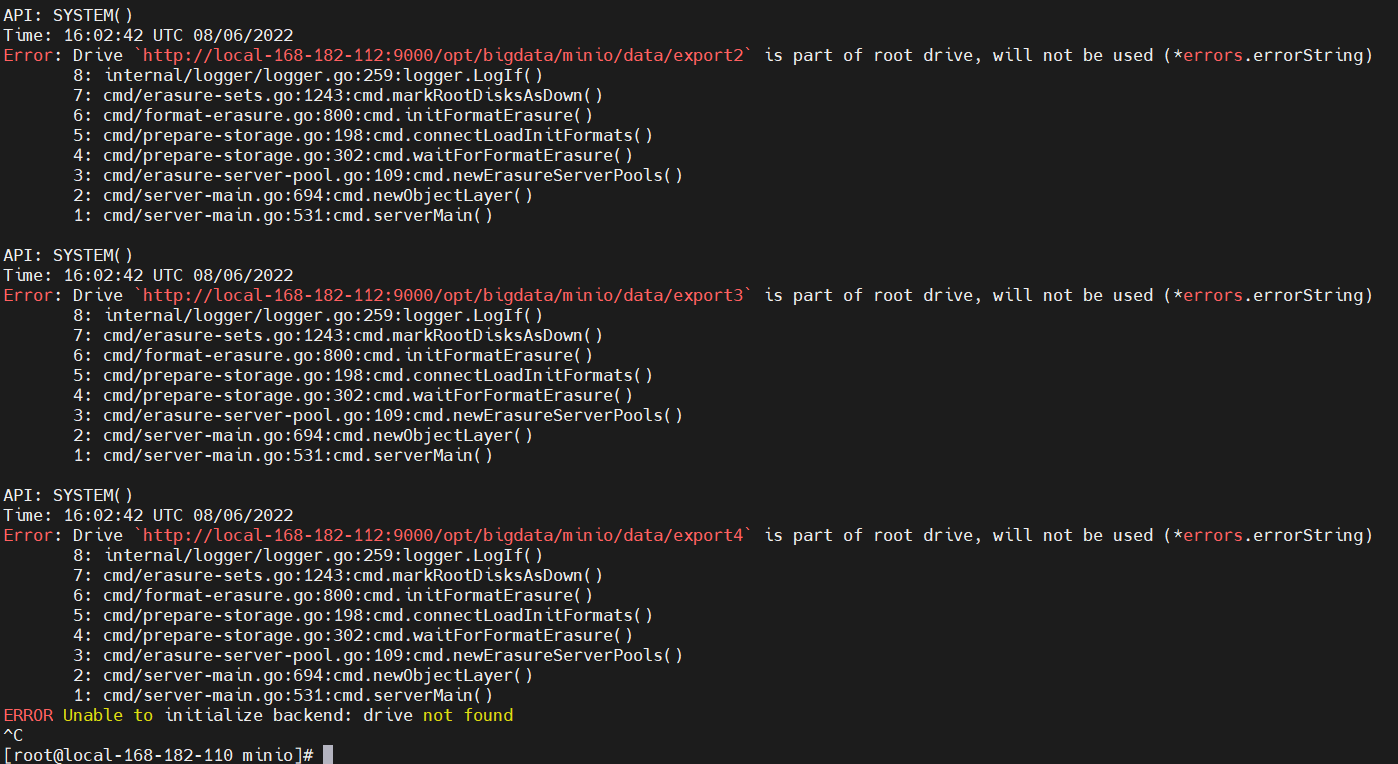 API: SYSTEM()
Time: 16:02:42 UTC 08/06/2022
Error: Drive `http://local-168-182-112:9000/opt/bigdata/minio/data/export2` is part of root drive, will not be used (*errors.errorString)
       8: internal/logger/logger.go:259:logger.LogIf()
       7: cmd/erasure-sets.go:1243:cmd.markRootDisksAsDown()
       6: cmd/format-erasure.go:800:cmd.initFormatErasure()
       5: cmd/prepare-storage.go:198:cmd.connectLoadInitFormats()
       4: cmd/prepare-storage.go:302:cmd.waitForFormatErasure()
       3: cmd/erasure-server-pool.go:109:cmd.newErasureServerPools()
       2: cmd/server-main.go:694:cmd.newObjectLayer()
       1: cmd/server-main.go:531:cmd.serverMain()

API: SYSTEM()
Time: 16:02:42 UTC 08/06/2022
Error: Drive `http://local-168-182-112:9000/opt/bigdata/minio/data/export3` is part of root drive, will not be used (*errors.errorString)
       8: internal/logger/logger.go:259:logger.LogIf()
       7: cmd/erasure-sets.go:1243:cmd.markRootDisksAsDown()
       6: cmd/format-erasure.go:800:cmd.initFormatErasure()
       5: cmd/prepare-storage.go:198:cmd.connectLoadInitFormats()
       4: cmd/prepare-storage.go:302:cmd.waitForFormatErasure()
       3: cmd/erasure-server-pool.go:109:cmd.newErasureServerPools()
       2: cmd/server-main.go:694:cmd.newObjectLayer()
       1: cmd/server-main.go:531:cmd.serverMain()

API: SYSTEM()
Time: 16:02:42 UTC 08/06/2022
Error: Drive `http://local-168-182-112:9000/opt/bigdata/minio/data/export4` is part of root drive, will not be used (*errors.errorString)
       8: internal/logger/logger.go:259:logger.LogIf()
       7: cmd/erasure-sets.go:1243:cmd.markRootDisksAsDown()
       6: cmd/format-erasure.go:800:cmd.initFormatErasure()
       5: cmd/prepare-storage.go:198:cmd.connectLoadInitFormats()
       4: cmd/prepare-storage.go:302:cmd.waitForFormatErasure()
       3: cmd/erasure-server-pool.go:109:cmd.newErasureServerPools()
       2: cmd/server-main.go:694:cmd.newObjectLayer()
       1: cmd/server-main.go:531:cmd.serverMain()
ERROR Unable to initialize backend: drive not found
^C
[root@local-168-182-110 minio]#